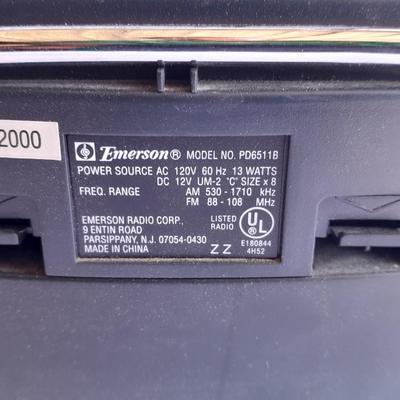 2000
Emerson® MODEL NO. PD6511B
POWER SOURCE AC 120V 60 Hz 13 WATTS
DC 12V UM-2 "C" SIZE x 8
FREQ. RANGE AM 530 - 1710 kHz
FM 88 - 108 MHz
EMERSON RADIO CORP.,
9 ENTIN ROAD
PARSIPPANY, N.J. 07054-0430
MADE IN CHINA
ZZ
LISTED
RADIO
UL
E180844
4H52